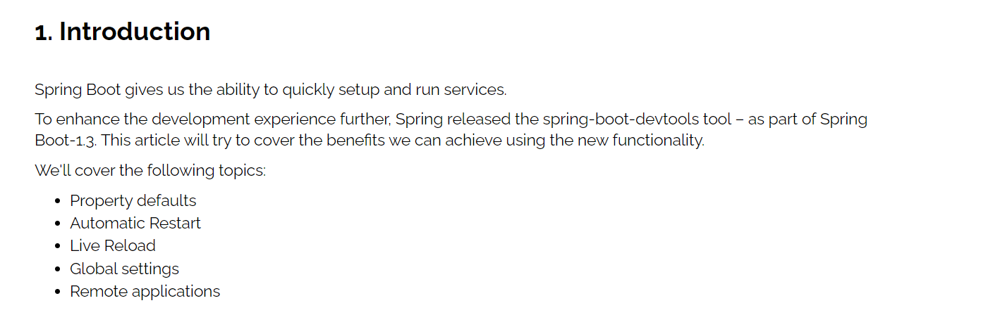 1. Introduction
Spring Boot gives us the ability to quickly setup and run services.
To enhance the development experience further, Spring released the spring-boot-devtools tool – as part of Spring
Boot-1.3. This article will try to cover the benefits we can achieve using the new functionality.
We'll cover the following topics:
• Property defaults
• Automatic Restart
• Live Reload
• Global settings
• Remote applications